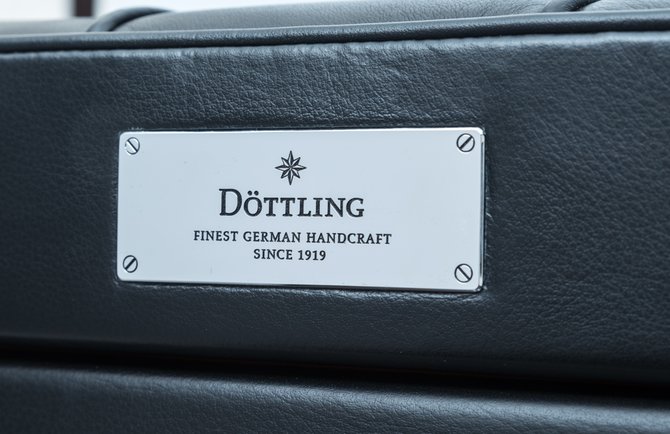 DÖTTLING
FINEST GERMAN HANDCRAFT
SINCE 1919